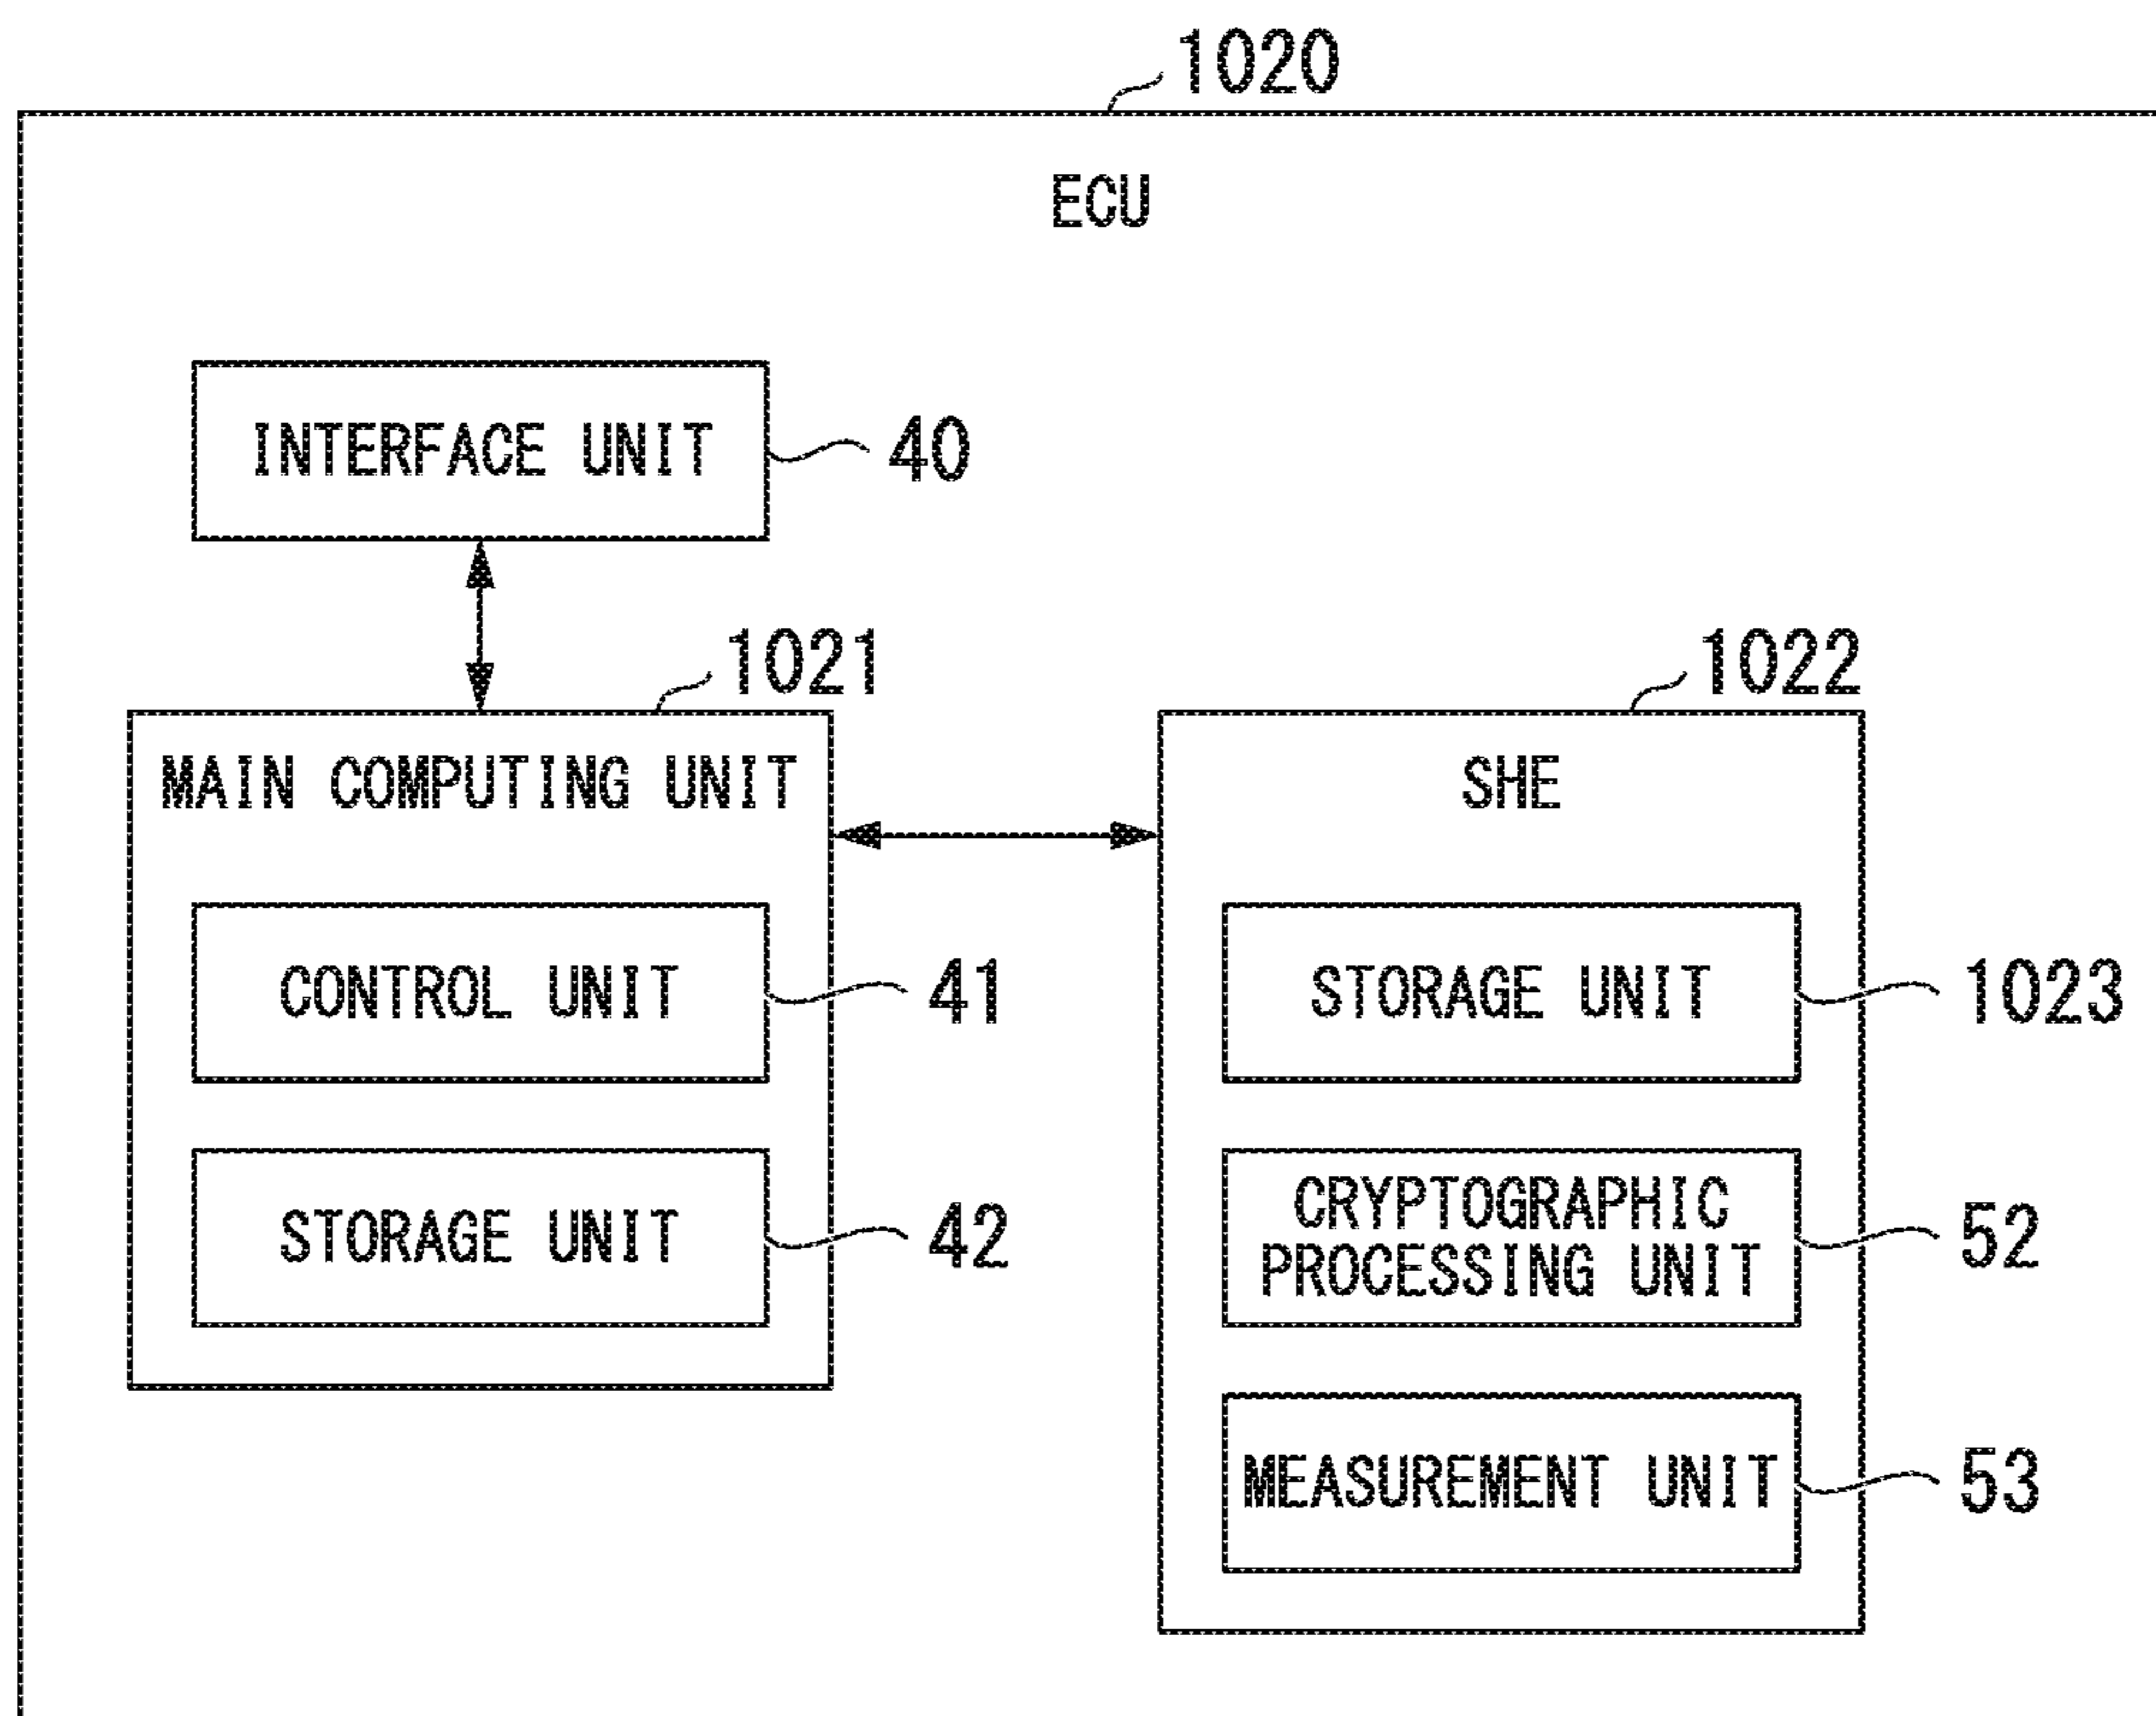 1020
ECU
INTERFACE UNIT
40
1021
1022
MAIN COMPUTING UNIT
SHE
CONTROL UNIT
41
STORAGE UNIT
1023
STORAGE UNIT
42
CRYPTOGRAPHIC
PROCESSING UNIT
52
MEASUREMENT UNIT
53